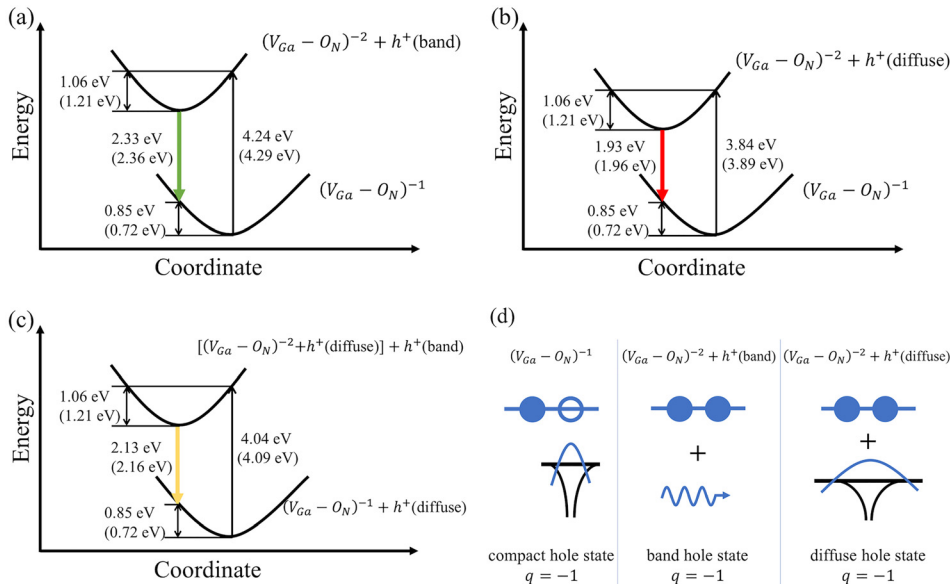 (a)
Energy
Coordinate
(V_Ga − O_N)^−2 + h^+(band)
1.06 eV
(1.21 eV)
2.33 eV
(2.36 eV)
4.24 eV
(4.29 eV)
(V_Ga − O_N)^−1
0.85 eV
(0.72 eV)
(b)
Energy
Coordinate
(V_Ga − O_N)^−2 + h^+(diffuse)
1.06 eV
(1.21 eV)
1.93 eV
(1.96 eV)
3.84 eV
(3.89 eV)
(V_Ga − O_N)^−1
0.85 eV
(0.72 eV)
(c)
Energy
Coordinate
[(V_Ga − O_N)^−2+h^+(diffuse)] + h^+(band)
1.06 eV
(1.21 eV)
2.13 eV
(2.16 eV)
4.04 eV
(4.09 eV)
0.85 eV
(0.72 eV)
(V_Ga − O_N)^−1 + h^+(diffuse)
(d)
(V_Ga − O_N)^−1
(V_Ga − O_N)^−2 + h^+(band)
(V_Ga − O_N)^−2 + h^+(diffuse)
+
+
compact hole state
q = −1
band hole state
q = −1
diffuse hole state
q = −1